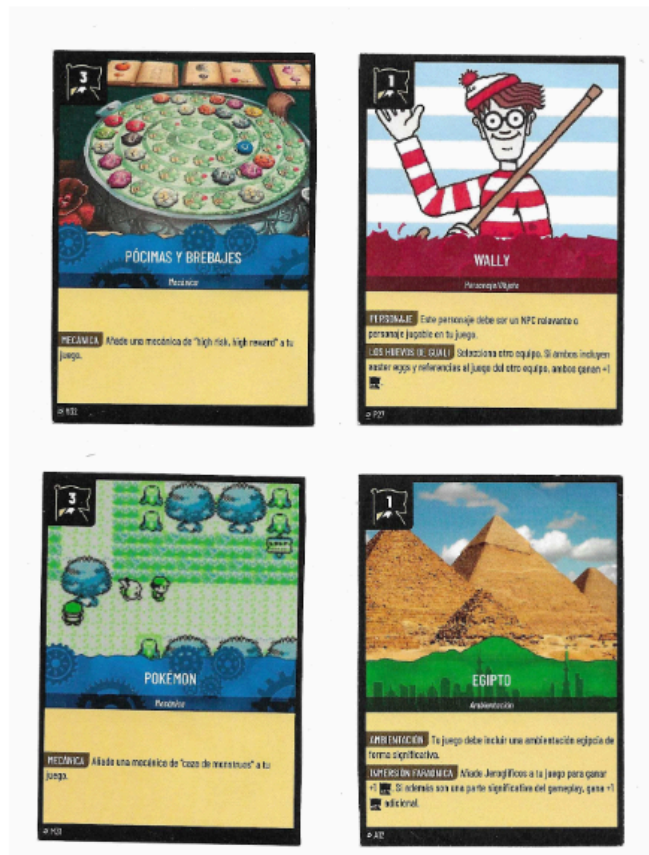 3
PÓCIMAS Y BREBAJES
Mecánica
MECÁNICA Añade una mecánica de "high risk, high reward" a tu
juego.
M32
1
WALLY
Personaje/Objeto
PERSONAJE Este personaje debe ser un NPC relevante o
personaje jugable en tu juego.
LOS HUEVOS DE GUALI Selecciona otro equipo. Si ambos incluyen
easter eggs y referencias al juego del otro equipo, ambos ganan +1
P27
3
POKÉMON
Mecánica
MECÁNICA Añade una mecánica de "caza de monstruos" a tu
juego.
M31
1
EGIPTO
Ambientación
AMBIENTACIÓN Tu juego debe incluir una ambientación egipcia de
forma significativa.
INMERSIÓN FARAÓNICA Añade Jeroglíficos a tu juego para ganar
+1 . Si además son una parte significativa del gameplay, gana +1
adicional.
A12